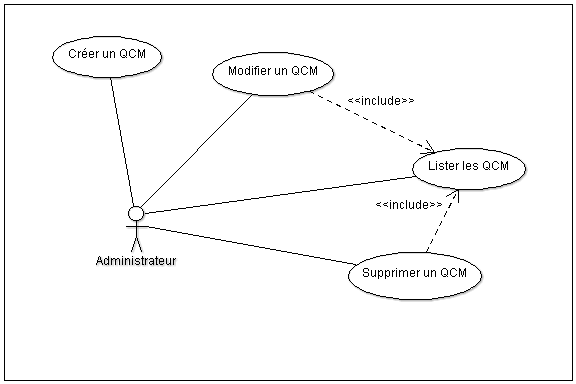 Créer un QCM
Modifier un QCM
<<include>>
Lister les QCM
<<include>>
Administrateur
Supprimer un QCM